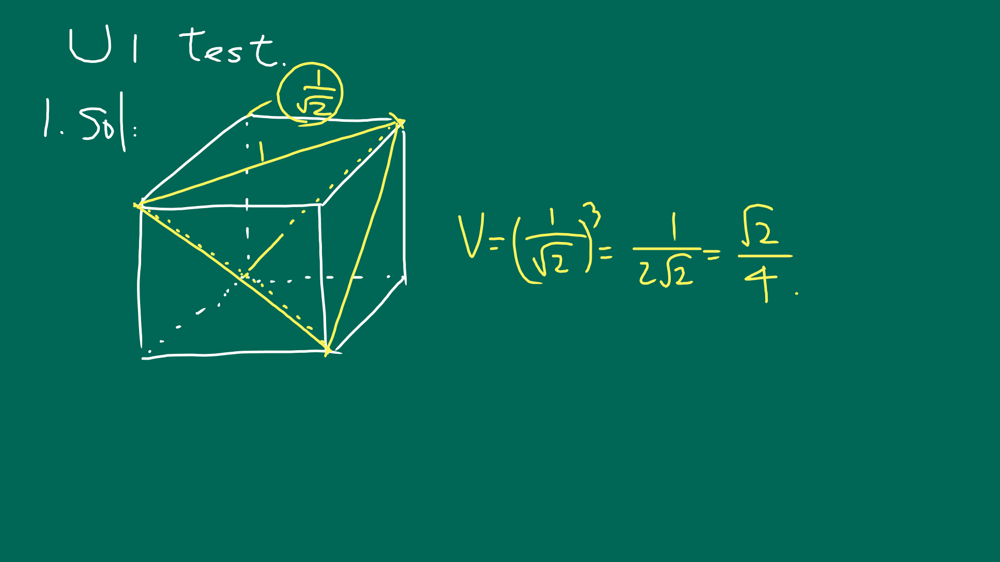 U1 test.
1. Sol:
1/√2
1
V = (1/√2)³ = 1/(2√2) = √2/4.